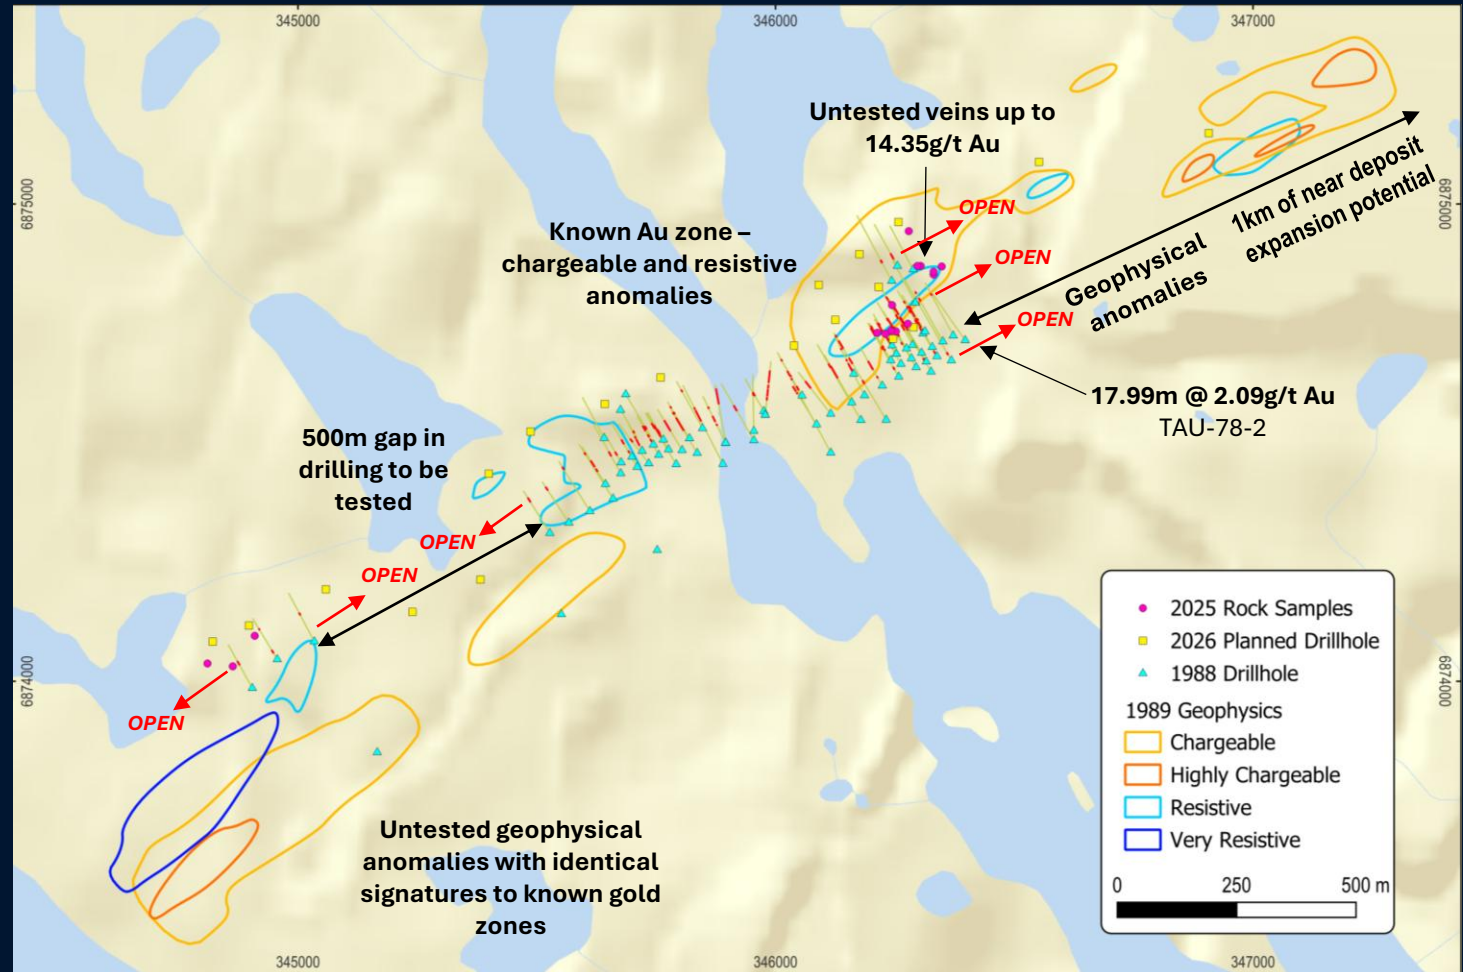 345000
346000
347000
Untested veins up to
14.35g/t Au
6875000
6875000
OPEN
1km of near deposit
expansion potential
Known Au zone –
chargeable and resistive
anomalies
OPEN
Geophysical
anomalies
OPEN
17.99m @ 2.09g/t Au
TAU-78-2
500m gap in
drilling to be
tested
OPEN
OPEN
OPEN
6874000
6874000
2025 Rock Samples
2026 Planned Drillhole
1988 Drillhole
1989 Geophysics
Chargeable
Highly Chargeable
Resistive
Very Resistive
0 250 500 m
Untested geophysical
anomalies with identical
signatures to known gold
zones
345000
346000
347000